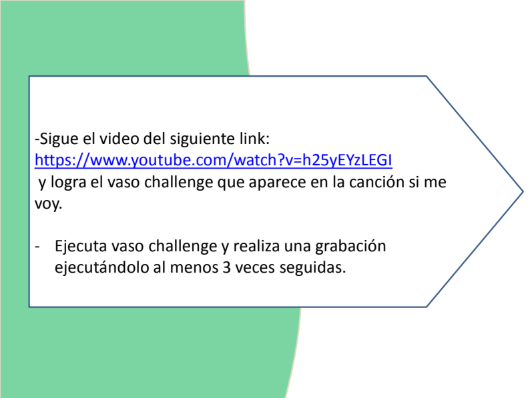 -Sigue el video del siguiente link:
https://www.youtube.com/watch?v=h25yEYzLEGI
y logra el vaso challenge que aparece en la canción si me
voy.
- Ejecuta vaso challenge y realiza una grabación
ejecutándolo al menos 3 veces seguidas.